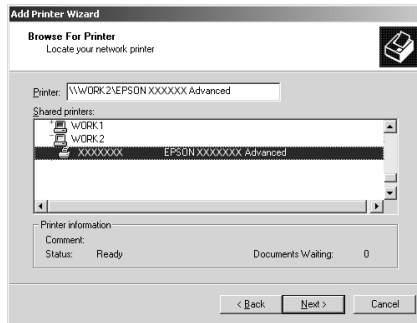 Add Printer Wizard
Browse For Printer
Locate your network printer
Printer: \\WORK2\EPSON XXXXXX Advanced
Shared printers:
WORK1
WORK2
XXXXXXX EPSON XXXXXXX Advanced
Printer information
Comment:
Status: Ready Documents Waiting: 0
< Back Next > Cancel